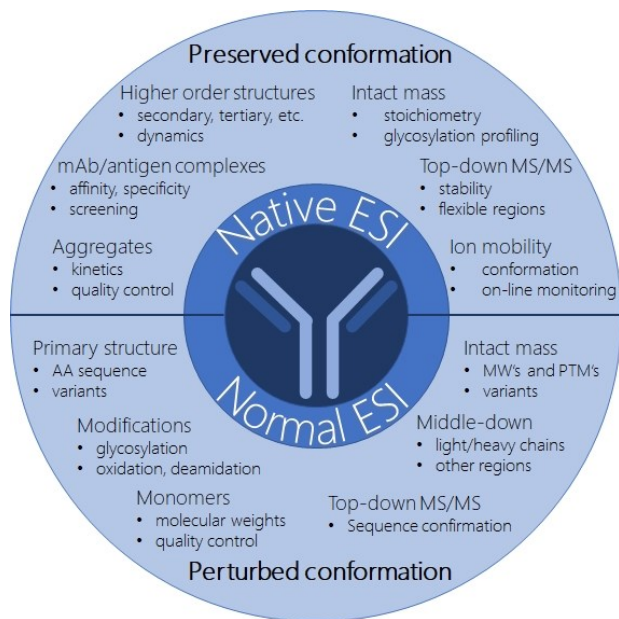 Preserved conformation
Higher order structures
• secondary, tertiary, etc.
• dynamics
Intact mass
• stoichiometry
• glycosylation profiling
mAb/antigen complexes
• affinity, specificity
• screening
Top-down MS/MS
• stability
• flexible regions
Aggregates
• kinetics
• quality control
Ion mobility
• conformation
• on-line monitoring
Native ESI
Normal ESI
Primary structure
• AA sequence
• variants
Intact mass
• MW's and PTM's
• variants
Modifications
• glycosylation
• oxidation, deamidation
Middle-down
• light/heavy chains
• other regions
Monomers
• molecular weights
• quality control
Top-down MS/MS
• Sequence confirmation
Perturbed conformation